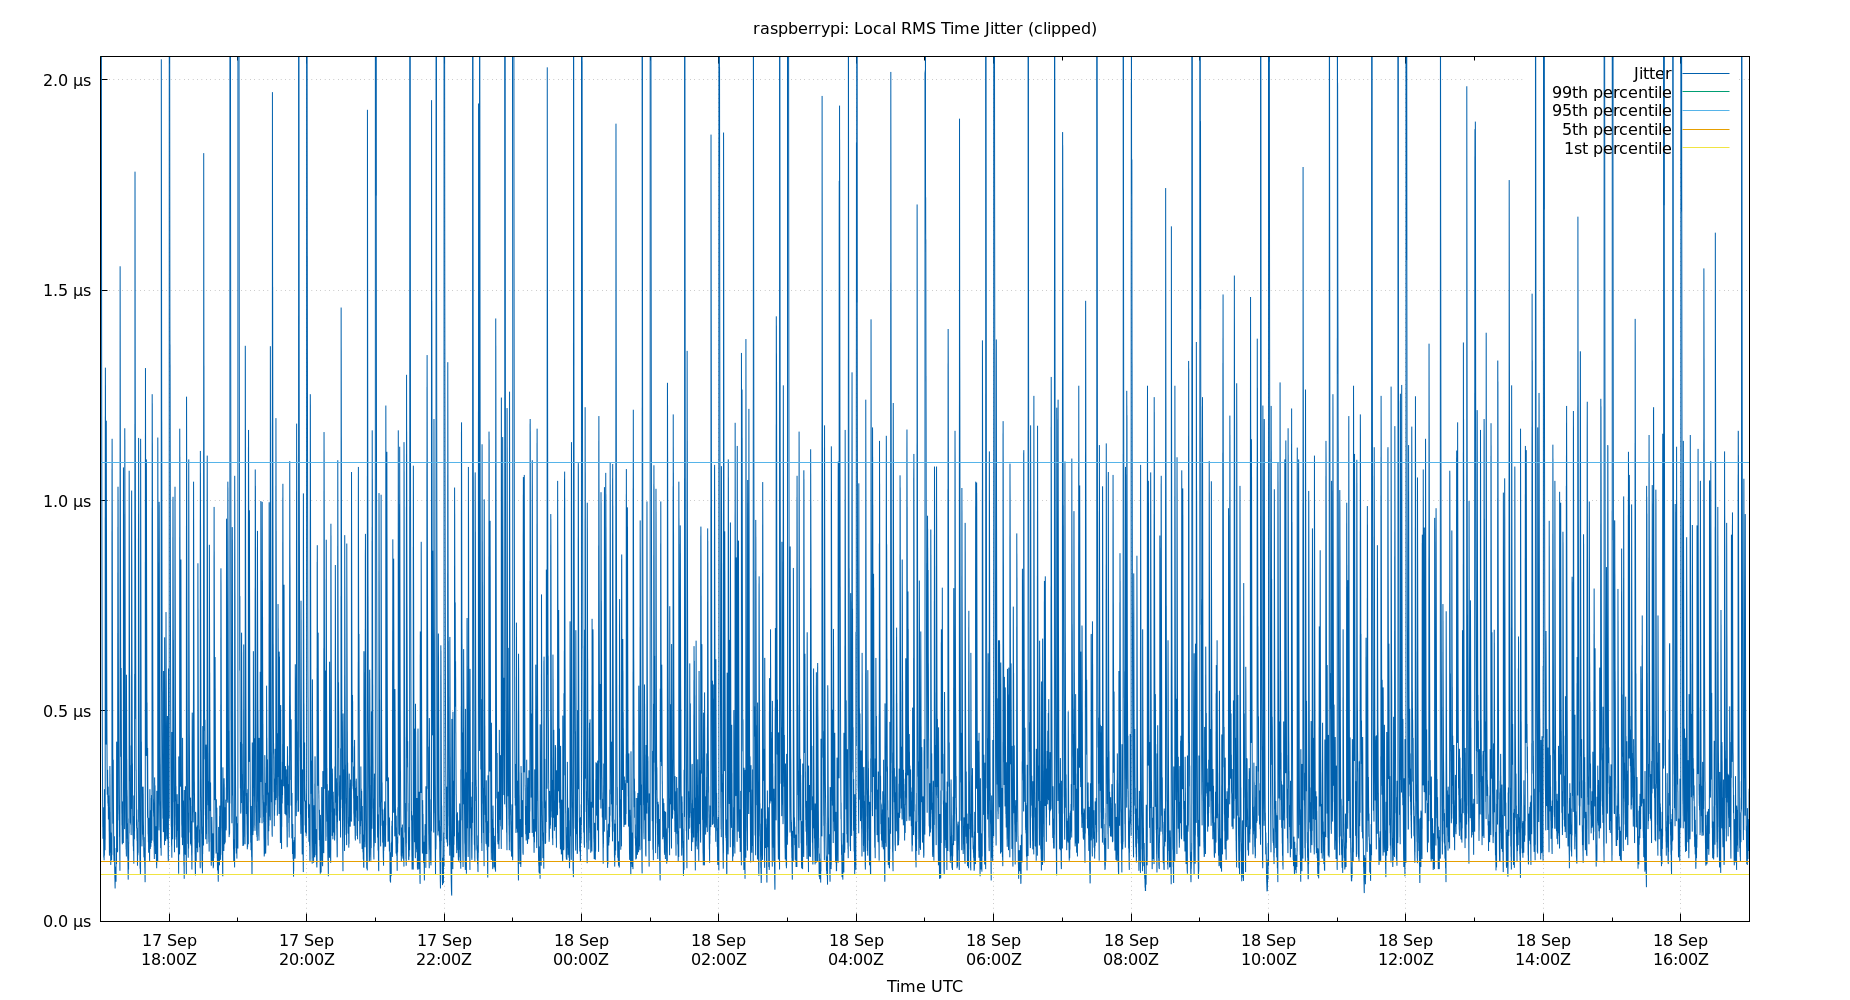 raspberrypi: Local RMS Time Jitter (clipped)
2.0 µs
1.5 µs
1.0 µs
0.5 µs
0.0 µs
Jitter
99th percentile
95th percentile
5th percentile
1st percentile
17 Sep
18:00Z
17 Sep
20:00Z
17 Sep
22:00Z
18 Sep
00:00Z
18 Sep
02:00Z
18 Sep
04:00Z
18 Sep
06:00Z
18 Sep
08:00Z
18 Sep
10:00Z
18 Sep
12:00Z
18 Sep
14:00Z
18 Sep
16:00Z
Time UTC